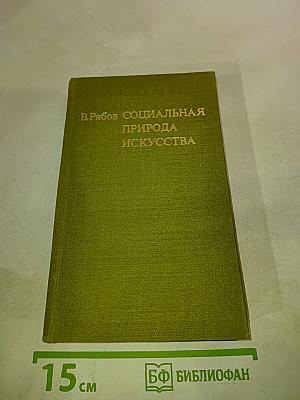 В. Рябов СОЦИАЛЬНАЯ
ПРИРОДА
ИСКУССТВА
15 см
БФ БИБЛИОФАН